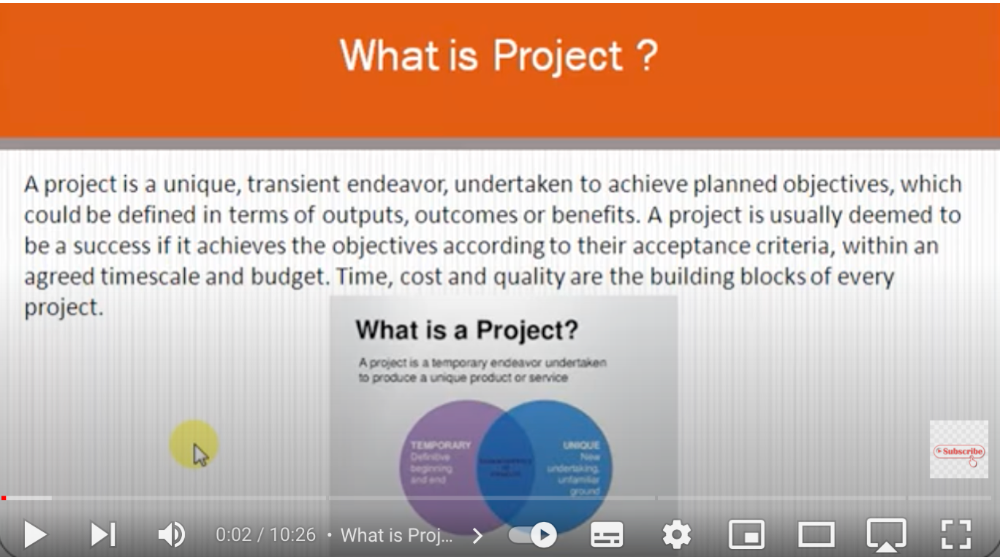 What is Project ?
A project is a unique, transient endeavor, undertaken to achieve planned objectives, which
could be defined in terms of outputs, outcomes or benefits. A project is usually deemed to
be a success if it achieves the objectives according to their acceptance criteria, within an
agreed timescale and budget. Time, cost and quality are the building blocks of every
project.
What is a Project?
A project is a temporary endeavor undertaken
to produce a unique product or service
TEMPORARY
Definitive
beginning
and end
UNIQUE
New
undertaking,
unfamiliar
ground
Subscribe
0:02 / 10:26 • What is Proj...